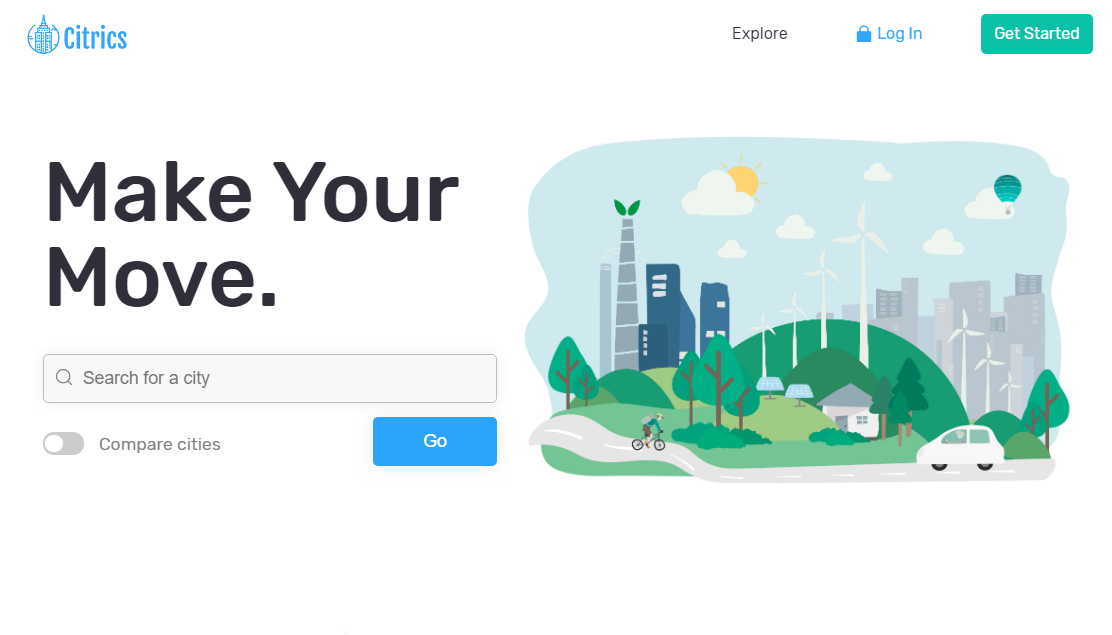 Citrics
Explore
Log In
Get Started
Make Your
Move.
Search for a city
Compare cities
Go